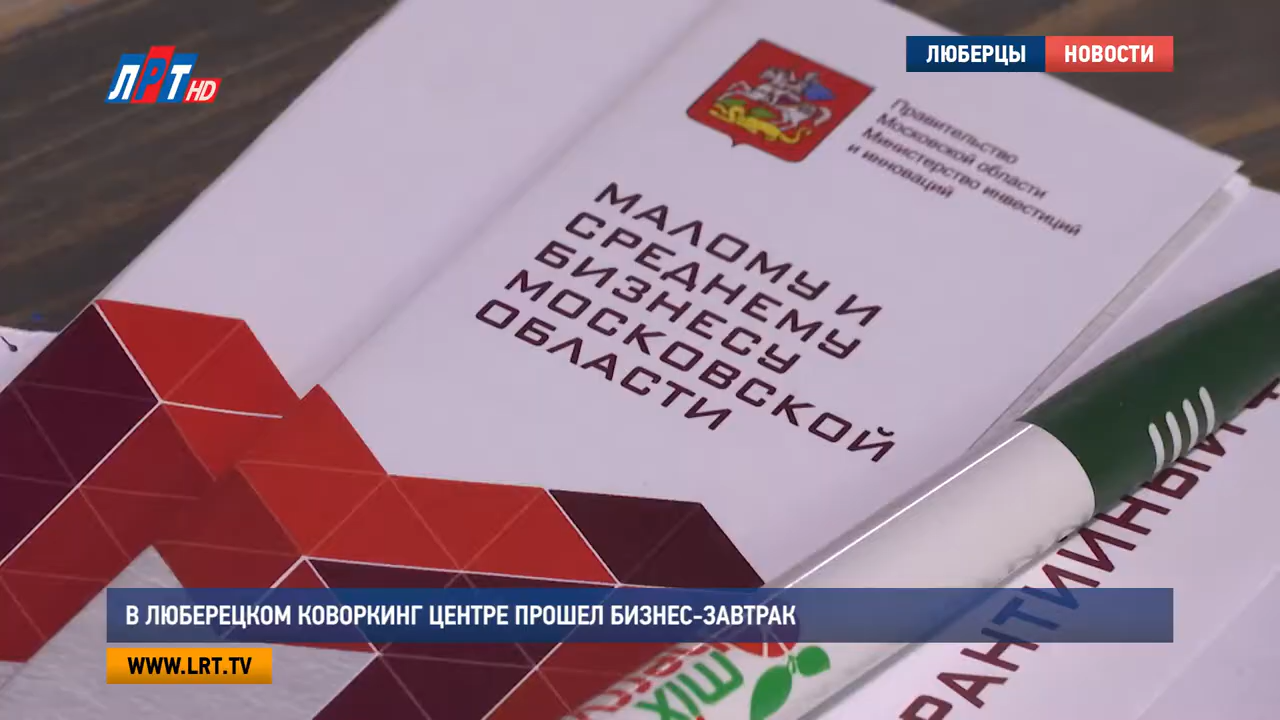 ЛРТ HD
ЛЮБЕРЦЫ НОВОСТИ
Правительство
Московской области
Министерство инвестиций
и инноваций
МАЛОМУ И
СРЕДНЕМУ
БИЗНЕСУ
МОСКОВСКОЙ
ОБЛАСТИ
В ЛЮБЕРЕЦКОМ КОВОРКИНГ ЦЕНТРЕ ПРОШЕЛ БИЗНЕС-ЗАВТРАК
WWW.LRT.TV
mix